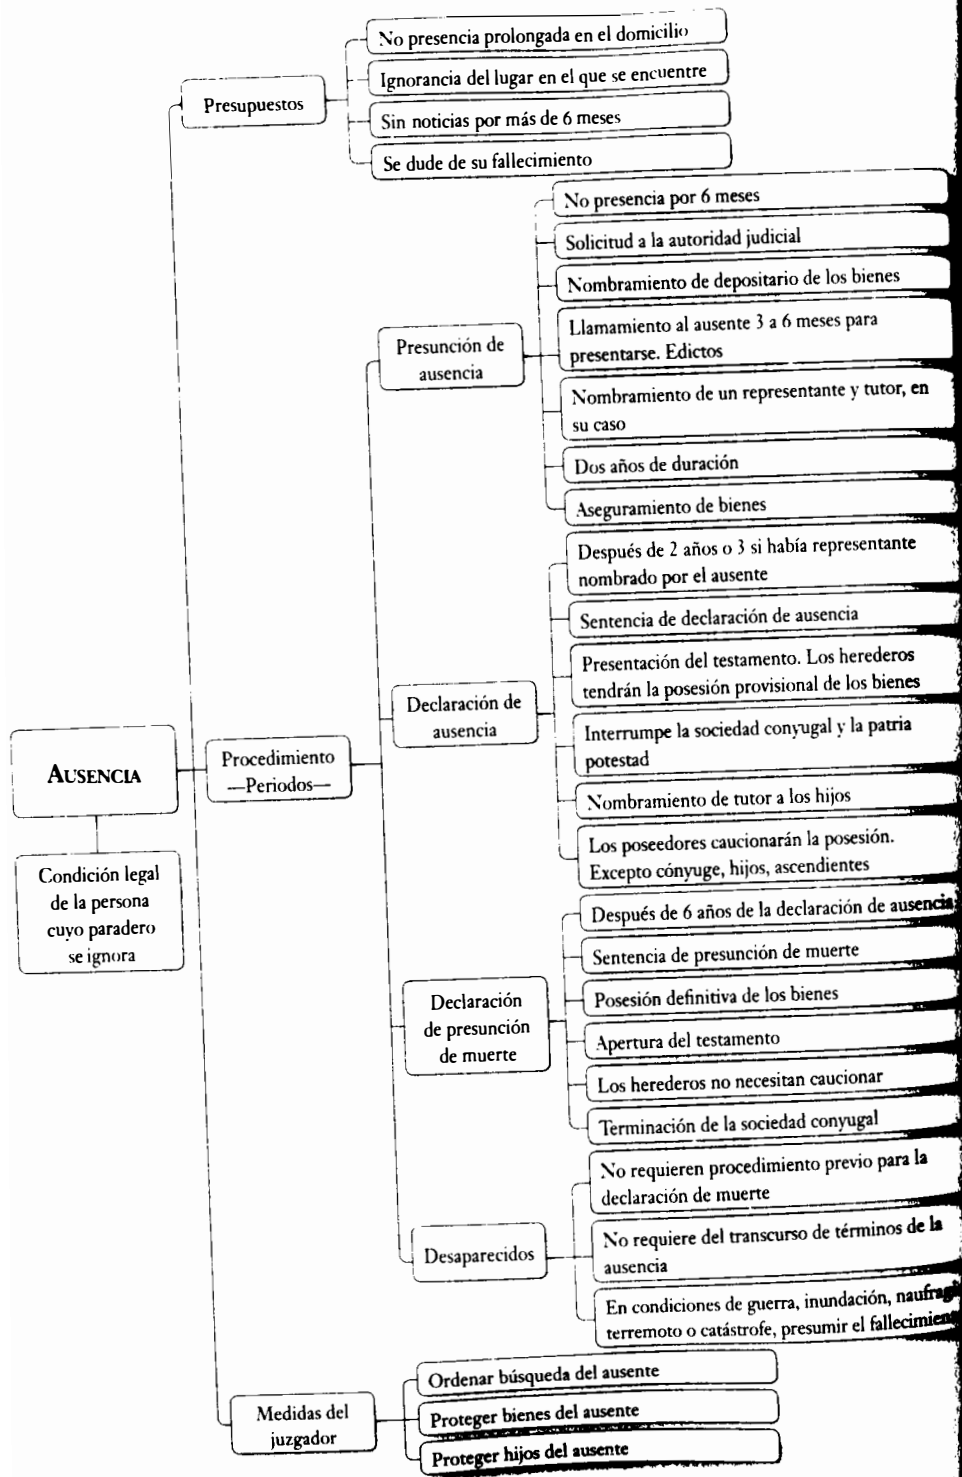 No presencia prolongada en el domicilio
Ignorancia del lugar en el que se encuentre
Presupuestos
Sin noticias por más de 6 meses
Se dude de su fallecimiento
No presencia por 6 meses
Solicitud a la autoridad judicial
Nombramiento de depositario de los bienes
Llamamiento al ausente 3 a 6 meses para
presentarse. Edictos
Presunción de
ausencia
Nombramiento de un representante y tutor, en
su caso
Dos años de duración
Aseguramiento de bienes
Después de 2 años o 3 si había representante
nombrado por el ausente
Sentencia de declaración de ausencia
Presentación del testamento. Los herederos
tendrán la posesión provisional de los bienes
Declaración de
ausencia
Interrumpe la sociedad conyugal y la patria
potestad
Nombramiento de tutor a los hijos
Los poseedores caucionarán la posesión.
Excepto cónyuge, hijos, ascendientes
AUSENCIA
Procedimiento
—Periodos—
Condición legal
de la persona
cuyo paradero
se ignora
Después de 6 años de la declaración de ausencia
Sentencia de presunción de muerte
Posesión definitiva de los bienes
Declaración
de presunción
de muerte
Apertura del testamento
Los herederos no necesitan caucionar
Terminación de la sociedad conyugal
No requieren procedimiento previo para la
declaración de muerte
Desaparecidos
No requiere del transcurso de términos de la
ausencia
En condiciones de guerra, inundación,
terremoto o catástrofe, presumir el
Ordenar búsqueda del ausente
Medidas del
juzgador
Proteger bienes del ausente
Proteger hijos del ausente